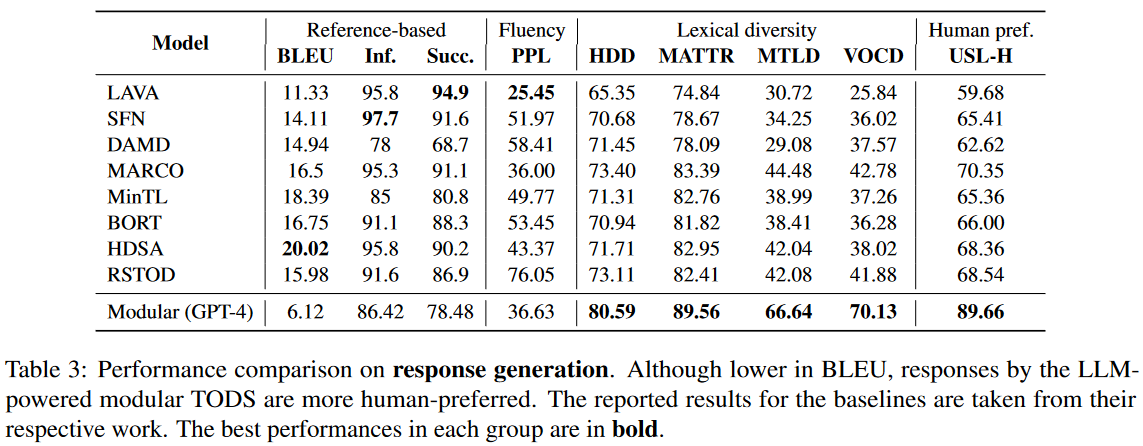 Model Reference-based Fluency Lexical diversity Human pref.
BLEU Inf. Succ. PPL HDD MATTR MTLD VOCD USL-H
LAVA 11.33 95.8 94.9 25.45 65.35 74.84 30.72 25.84 59.68
SFN 14.11 97.7 91.6 51.97 70.68 78.67 34.25 36.02 65.41
DAMD 14.94 78 68.7 58.41 71.45 78.09 29.08 37.57 62.62
MARCO 16.5 95.3 91.1 36.00 73.40 83.39 44.48 42.78 70.35
MinTL 18.39 85 80.8 49.77 71.31 82.76 38.99 37.26 65.36
BORT 16.75 91.1 88.3 53.45 70.94 81.82 38.41 36.28 66.00
HDSA 20.02 95.8 90.2 43.37 71.71 82.95 42.04 38.02 68.36
RSTOD 15.98 91.6 86.9 76.05 73.11 82.41 42.08 41.88 68.54
Modular (GPT-4) 6.12 86.42 78.48 36.63 80.59 89.56 66.64 70.13 89.66
Table 3: Performance comparison on response generation. Although lower in BLEU, responses by the LLM-
powered modular TODS are more human-preferred. The reported results for the baselines are taken from their
respective work. The best performances in each group are in bold.